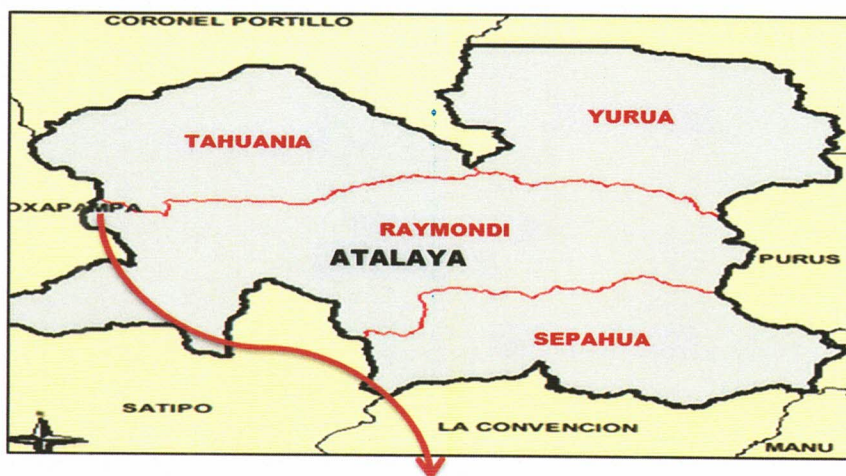 CORONEL PORTILLO
YURUA
TAHUANIA
OXAPAMPA
RAYMONDI
ATALAYA
PURUS
SEPAHUA
SATIPO
LA CONVENCION
MANU